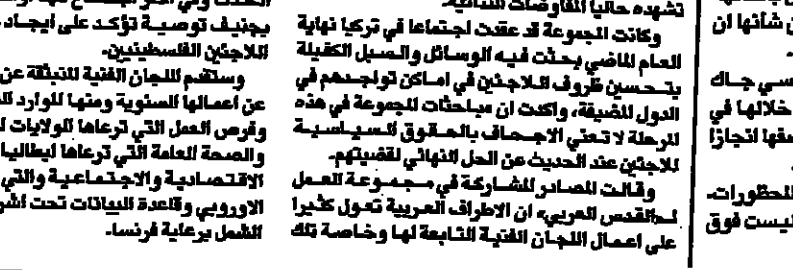 تشهده حاليا المفاوضات الثنائية.
وكانت المجموعة قد عقدت اجتماعا في تركيا نهاية
العام الماضي بحثت فيه الوسائل والسبل الكفيلة
بتحسين ظروف اللاجئين في اماكن تواجدهم في
الدول المضيفة، واكدت ان مباحثات المجموعة في هذه
المرحلة لا تعني الاجحاف بالحقوق السياسية
للاجئين عند الحديث عن الحل النهائي لقضيتهم.
وقالت المصادر المشاركة في مجموعة العمل
لـ«القدس العربي» ان الاطراف العربية تعول كثيرا
على اعمال اللجان الفنية التابعة لها وخاصة تلك
بجنيف توصية تؤكد على ايجاد
اللاجئين الفلسطينيين.
وستقدم اللجان الفنية المنبثقة عن
عن اعمالها السنوية ومنها الموارد
وفرص العمل التي ترعاها الولايات
والصحة العامة التي ترعاها ايطاليا
الاقتصادية والاجتماعية والتي
الاوروبي وقاعدة البيانات تحت
الشمل برعاية فرنسا.
شأنها ان
سي جاك
خلالها في
انجازا
المحظورات.
ليست فوق